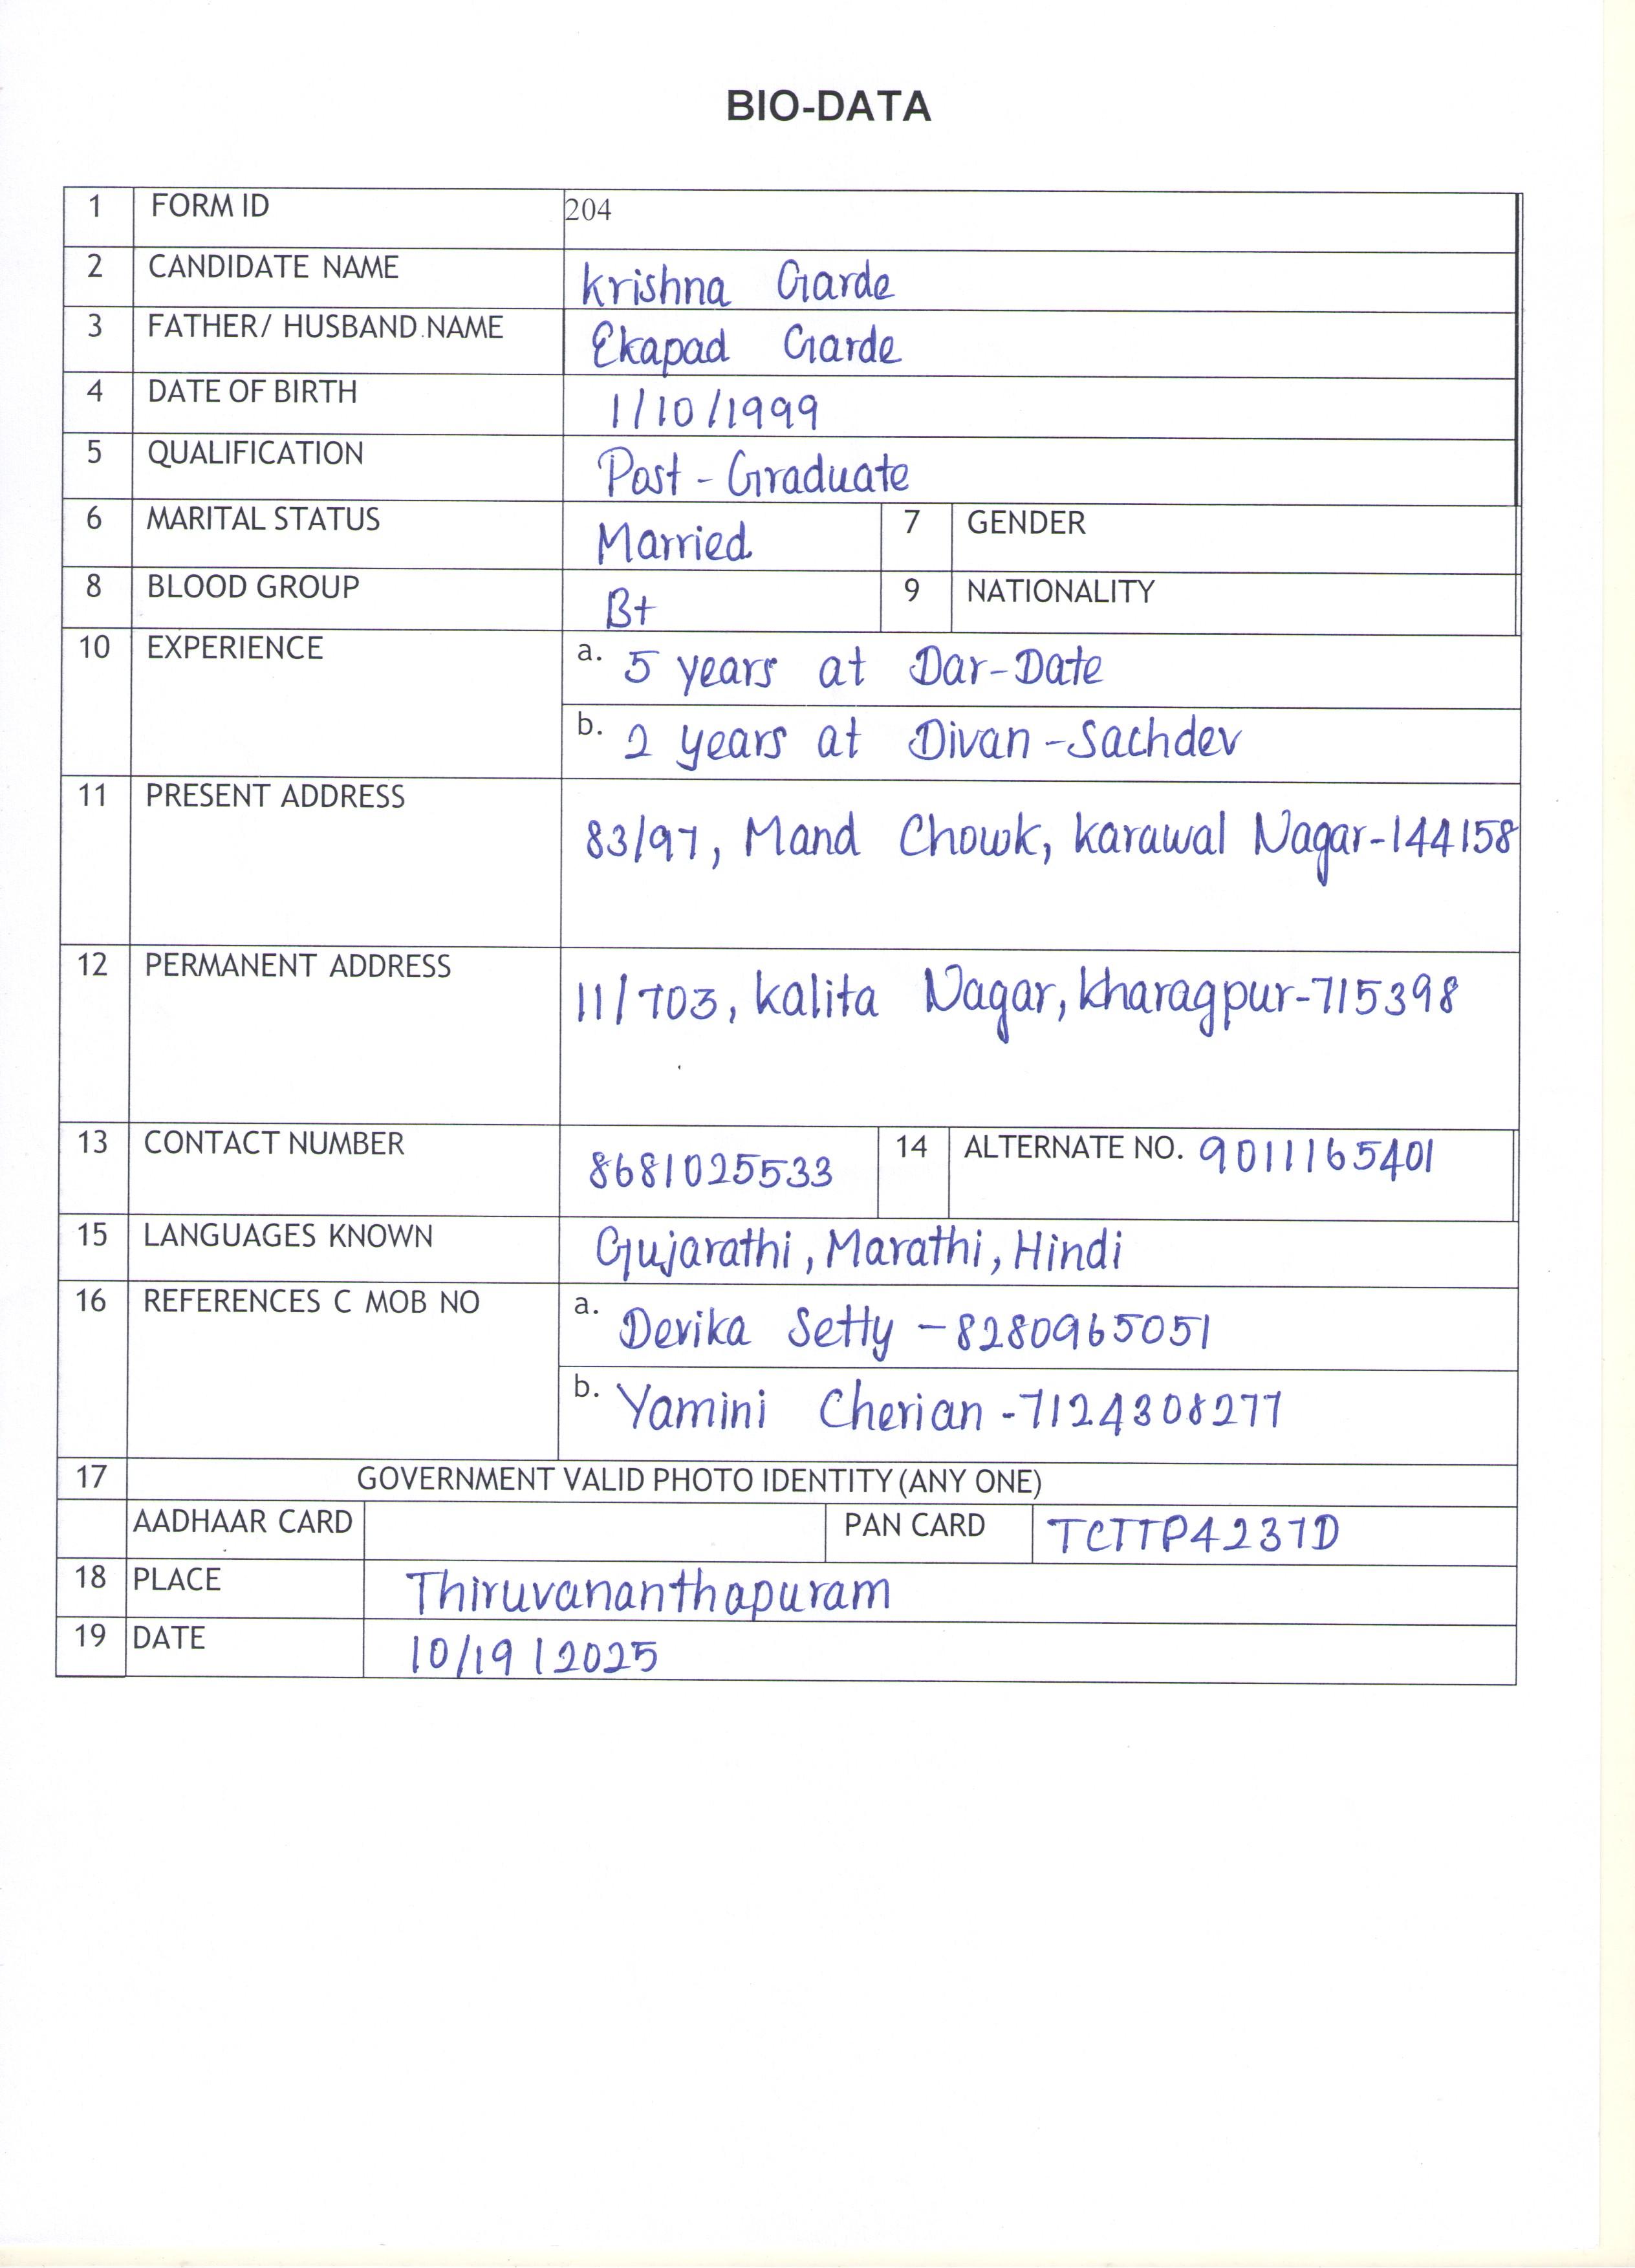 BIO-DATA
1 FORM ID 204
2 CANDIDATE NAME Krishna Garde
3 FATHER/ HUSBAND NAME Ekapad Garde
4 DATE OF BIRTH 1/10/1999
5 QUALIFICATION Post-Graduate
6 MARITAL STATUS Married 7 GENDER
8 BLOOD GROUP B+ 9 NATIONALITY
10 EXPERIENCE a. 5 years at Dar-Date
b. 2 years at Divan-Sachdev
11 PRESENT ADDRESS 83/97, Mand Chowk, Karawal Nagar-144158
12 PERMANENT ADDRESS 11/703, Kalita Nagar, Kharagpur-715398
13 CONTACT NUMBER 8681025533 14 ALTERNATE NO. 9011165401
15 LANGUAGES KNOWN Gujarathi, Marathi, Hindi
16 REFERENCES C MOB NO a. Devika Setty - 8280965051
b. Yamini Cherian - 7124308277
17 GOVERNMENT VALID PHOTO IDENTITY (ANY ONE)
AADHAAR CARD PAN CARD TCTTP4237D
18 PLACE Thiruvananthapuram
19 DATE 10/19/2025